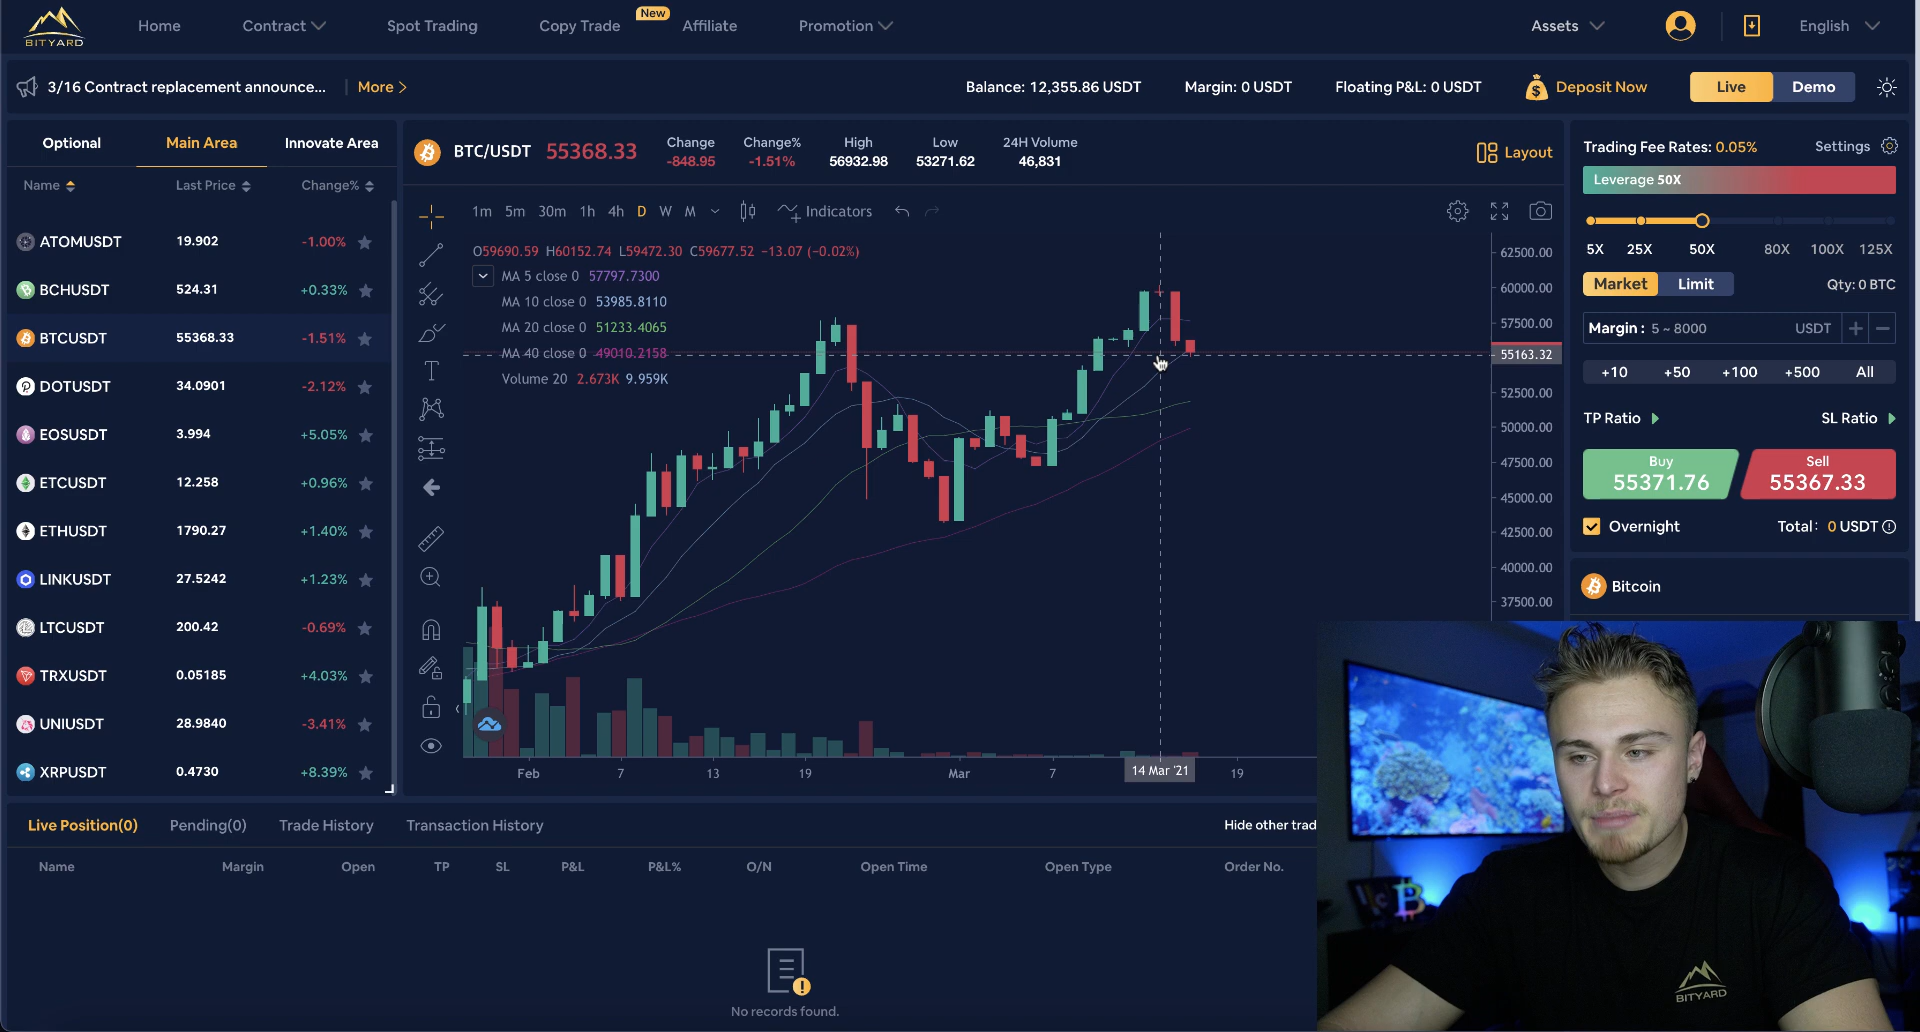 BITYARD
Home
Contract
Spot Trading
Copy Trade
New
Affiliate
Promotion
Assets
English
3/16 Contract replacement announce...
More >
Balance: 12,355.86 USDT
Margin: 0 USDT
Floating P&L: 0 USDT
Deposit Now
Live
Demo
Optional
Main Area
Innovate Area
Name
Last Price
Change%
ATOMUSDT 19.902 -1.00%
BCHUSDT 524.31 +0.33%
BTCUSDT 55368.33 -1.51%
DOTUSDT 34.0901 -2.12%
EOSUSDT 3.994 +5.05%
ETCUSDT 12.258 +0.96%
ETHUSDT 1790.27 +1.40%
LINKUSDT 27.5242 +1.23%
LTCUSDT 200.42 -0.69%
TRXUSDT 0.05185 +4.03%
UNIUSDT 28.9840 -3.41%
XRPUSDT 0.4730 +8.39%
BTC/USDT 55368.33
Change
-848.95
Change%
-1.51%
High
56932.98
Low
53271.62
24H Volume
46,831
Layout
1m 5m 30m 1h 4h D W M
Indicators
O59690.59 H60152.74 L59472.30 C59677.52 −13.07 (−0.02%)
MA 5 close 0 57797.7300
MA 10 close 0 53985.8110
MA 20 close 0 51233.4065
MA 40 close 0 49010.2158
Volume 20 2.673K 9.959K
62500.00
60000.00
57500.00
55163.32
52500.00
50000.00
47500.00
45000.00
42500.00
40000.00
37500.00
Feb 7 13 19 Mar 7 14 Mar '21 19
Trading Fee Rates: 0.05%
Settings
Leverage 50X
5X 25X 50X 80X 100X 125X
Market
Limit
Qty: 0 BTC
Margin : 5 ~ 8000 USDT + −
+10 +50 +100 +500 All
TP Ratio
SL Ratio
Buy
55371.76
Sell
55367.33
Overnight
Total: 0 USDT
Bitcoin
Live Position(0)
Pending(0)
Trade History
Transaction History
Hide other trad
Name Margin Open TP SL P&L P&L% O/N Open Time Open Type Order No.
No records found.
BITYARD